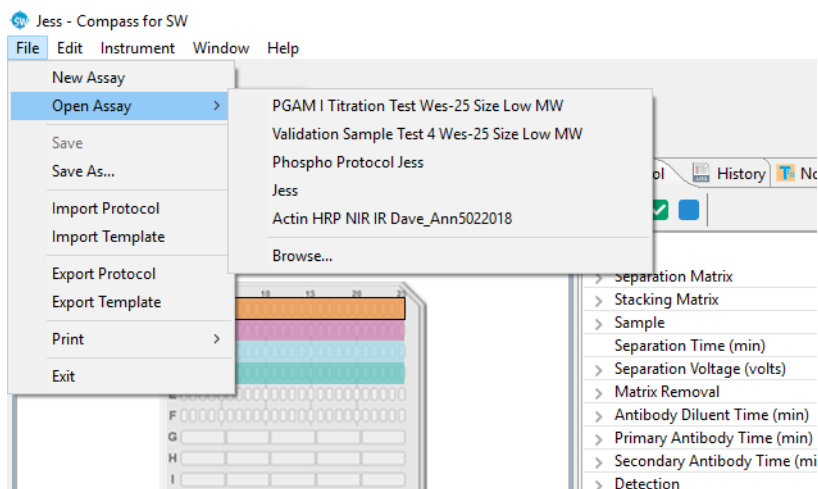 Jess - Compass for SW
File Edit Instrument Window Help
New Assay
Open Assay
Save
Save As...
Import Protocol
Import Template
Export Protocol
Export Template
Print
Exit
PGAM I Titration Test Wes-25 Size Low MW
Validation Sample Test 4 Wes-25 Size Low MW
Phospho Protocol Jess
Jess
Actin HRP NIR IR Dave_Ann5022018
Browse...
ol History No
10 15 20 25
F
G
H
I
Separation Matrix
Stacking Matrix
Sample
Separation Time (min)
Separation Voltage (volts)
Matrix Removal
Antibody Diluent Time (min)
Primary Antibody Time (min)
Secondary Antibody Time (mi
Detection